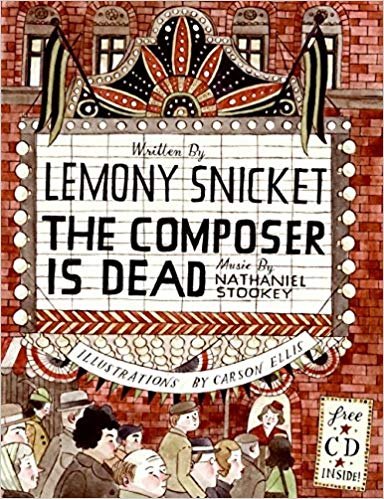 Written By
LEMONY SNICKET
THE COMPOSER
IS DEAD
Music By
NATHANIEL
STOOKEY
ILLUSTRATIONS BY CARSON ELLIS
free
CD
INSIDE!